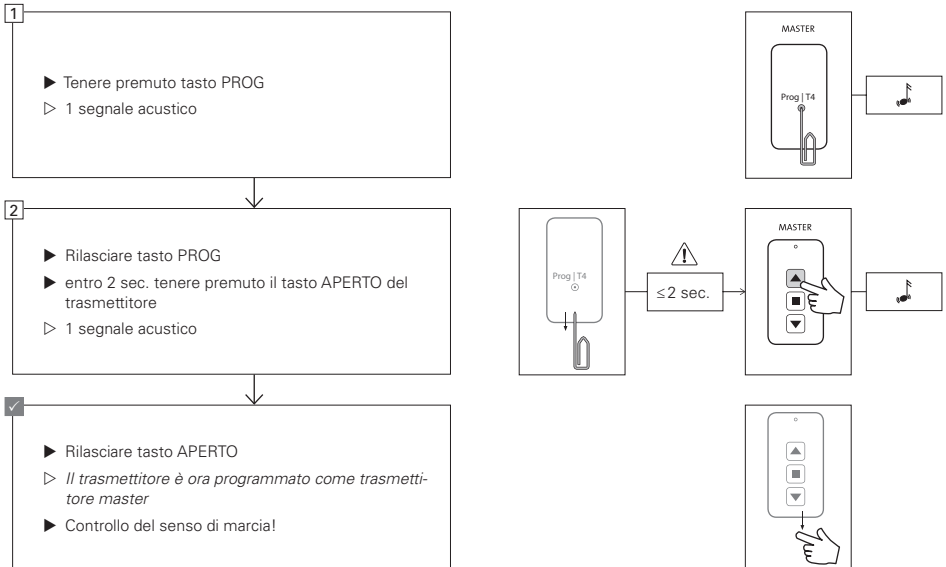 1
▶ Tenere premuto tasto PROG
▷ 1 segnale acustico
MASTER
Prog | T4
2
▶ Rilasciare tasto PROG
▶ entro 2 sec. tenere premuto il tasto APERTO del
trasmettitore
▷ 1 segnale acustico
Prog | T4
≤2 sec.
MASTER
✓
▶ Rilasciare tasto APERTO
▷ Il trasmettitore è ora programmato come trasmetti-
tore master
▶ Controllo del senso di marcia!